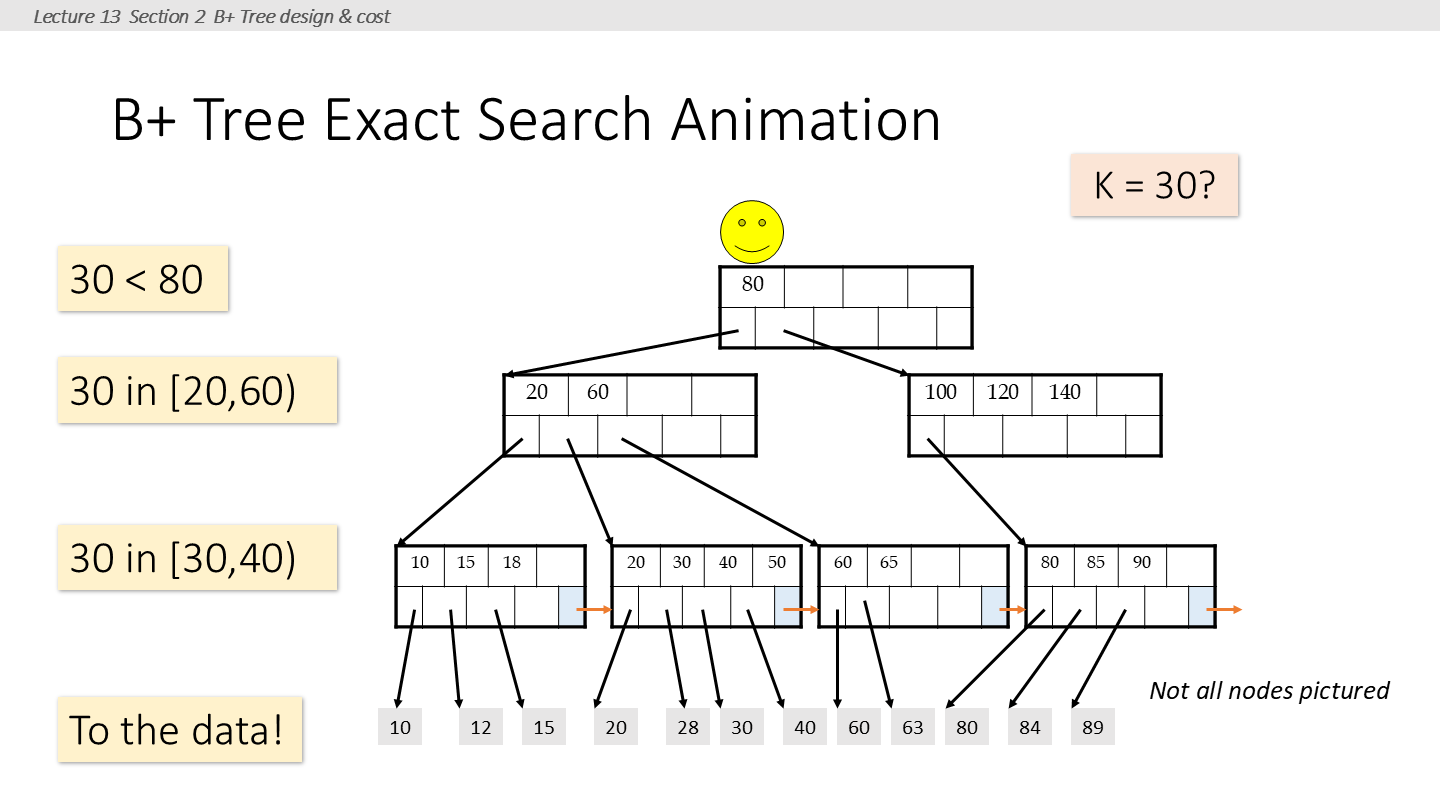 Lecture 13 Section 2 B+ Tree design & cost
B+ Tree Exact Search Animation
K = 30?
30 < 80
80
30 in [20,60)
20 60
100 120 140
30 in [30,40)
10 15 18
20 30 40 50
60 65
80 85 90
Not all nodes pictured
To the data!
10 12 15 20 28 30 40 60 63 80 84 89